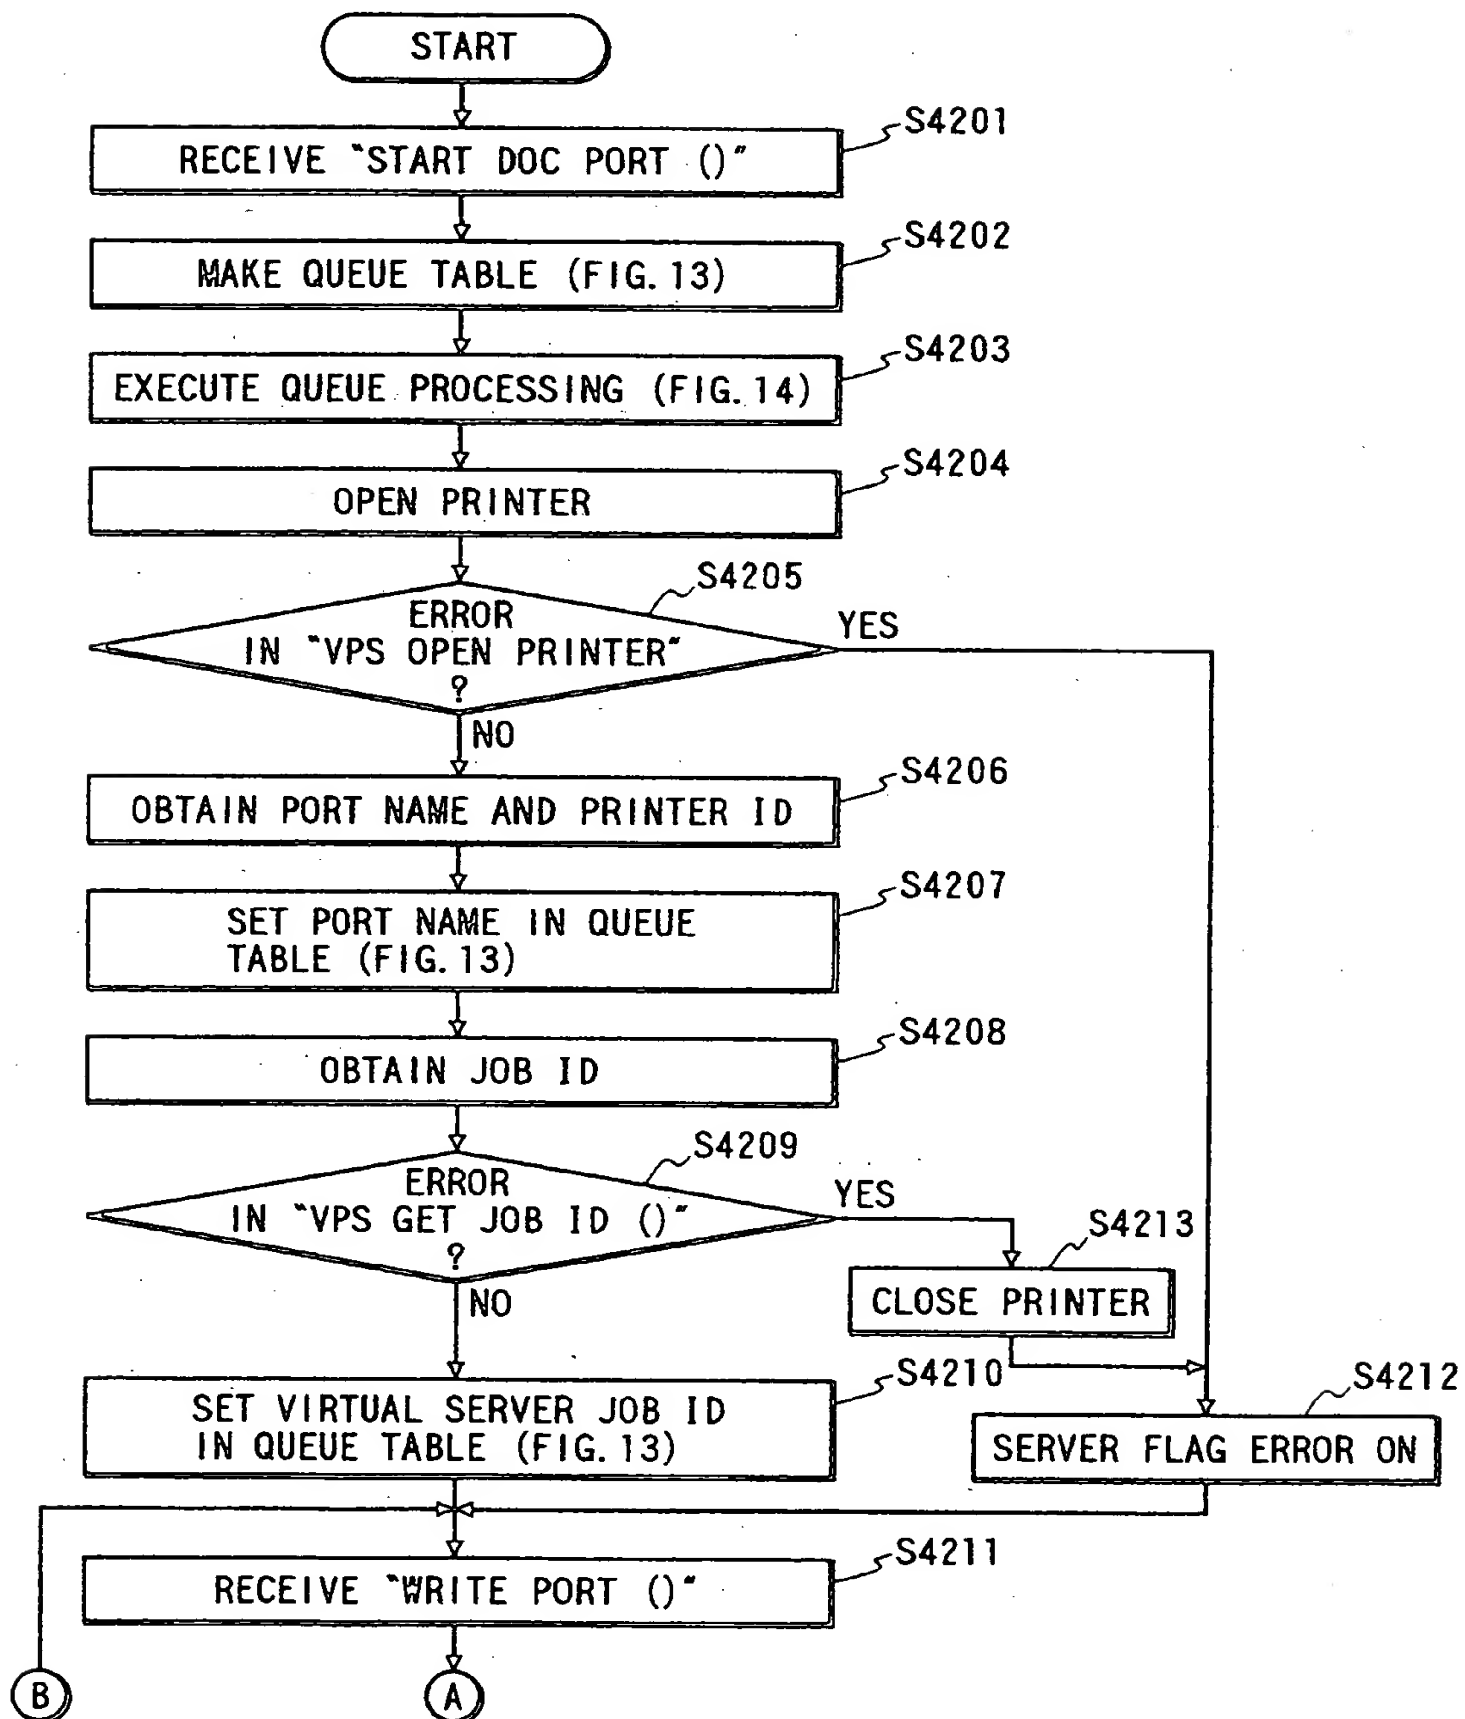 START
S4201
RECEIVE "START DOC PORT ()"
S4202
MAKE QUEUE TABLE (FIG.13)
S4203
EXECUTE QUEUE PROCESSING (FIG.14)
S4204
OPEN PRINTER
S4205
ERROR
IN "VPS OPEN PRINTER"
?
YES
NO
S4206
OBTAIN PORT NAME AND PRINTER ID
S4207
SET PORT NAME IN QUEUE
TABLE (FIG.13)
S4208
OBTAIN JOB ID
S4209
ERROR
IN "VPS GET JOB ID ()"
?
YES
NO
S4213
CLOSE PRINTER
S4210
SET VIRTUAL SERVER JOB ID
IN QUEUE TABLE (FIG.13)
S4212
SERVER FLAG ERROR ON
S4211
RECEIVE "WRITE PORT ()"
B
A